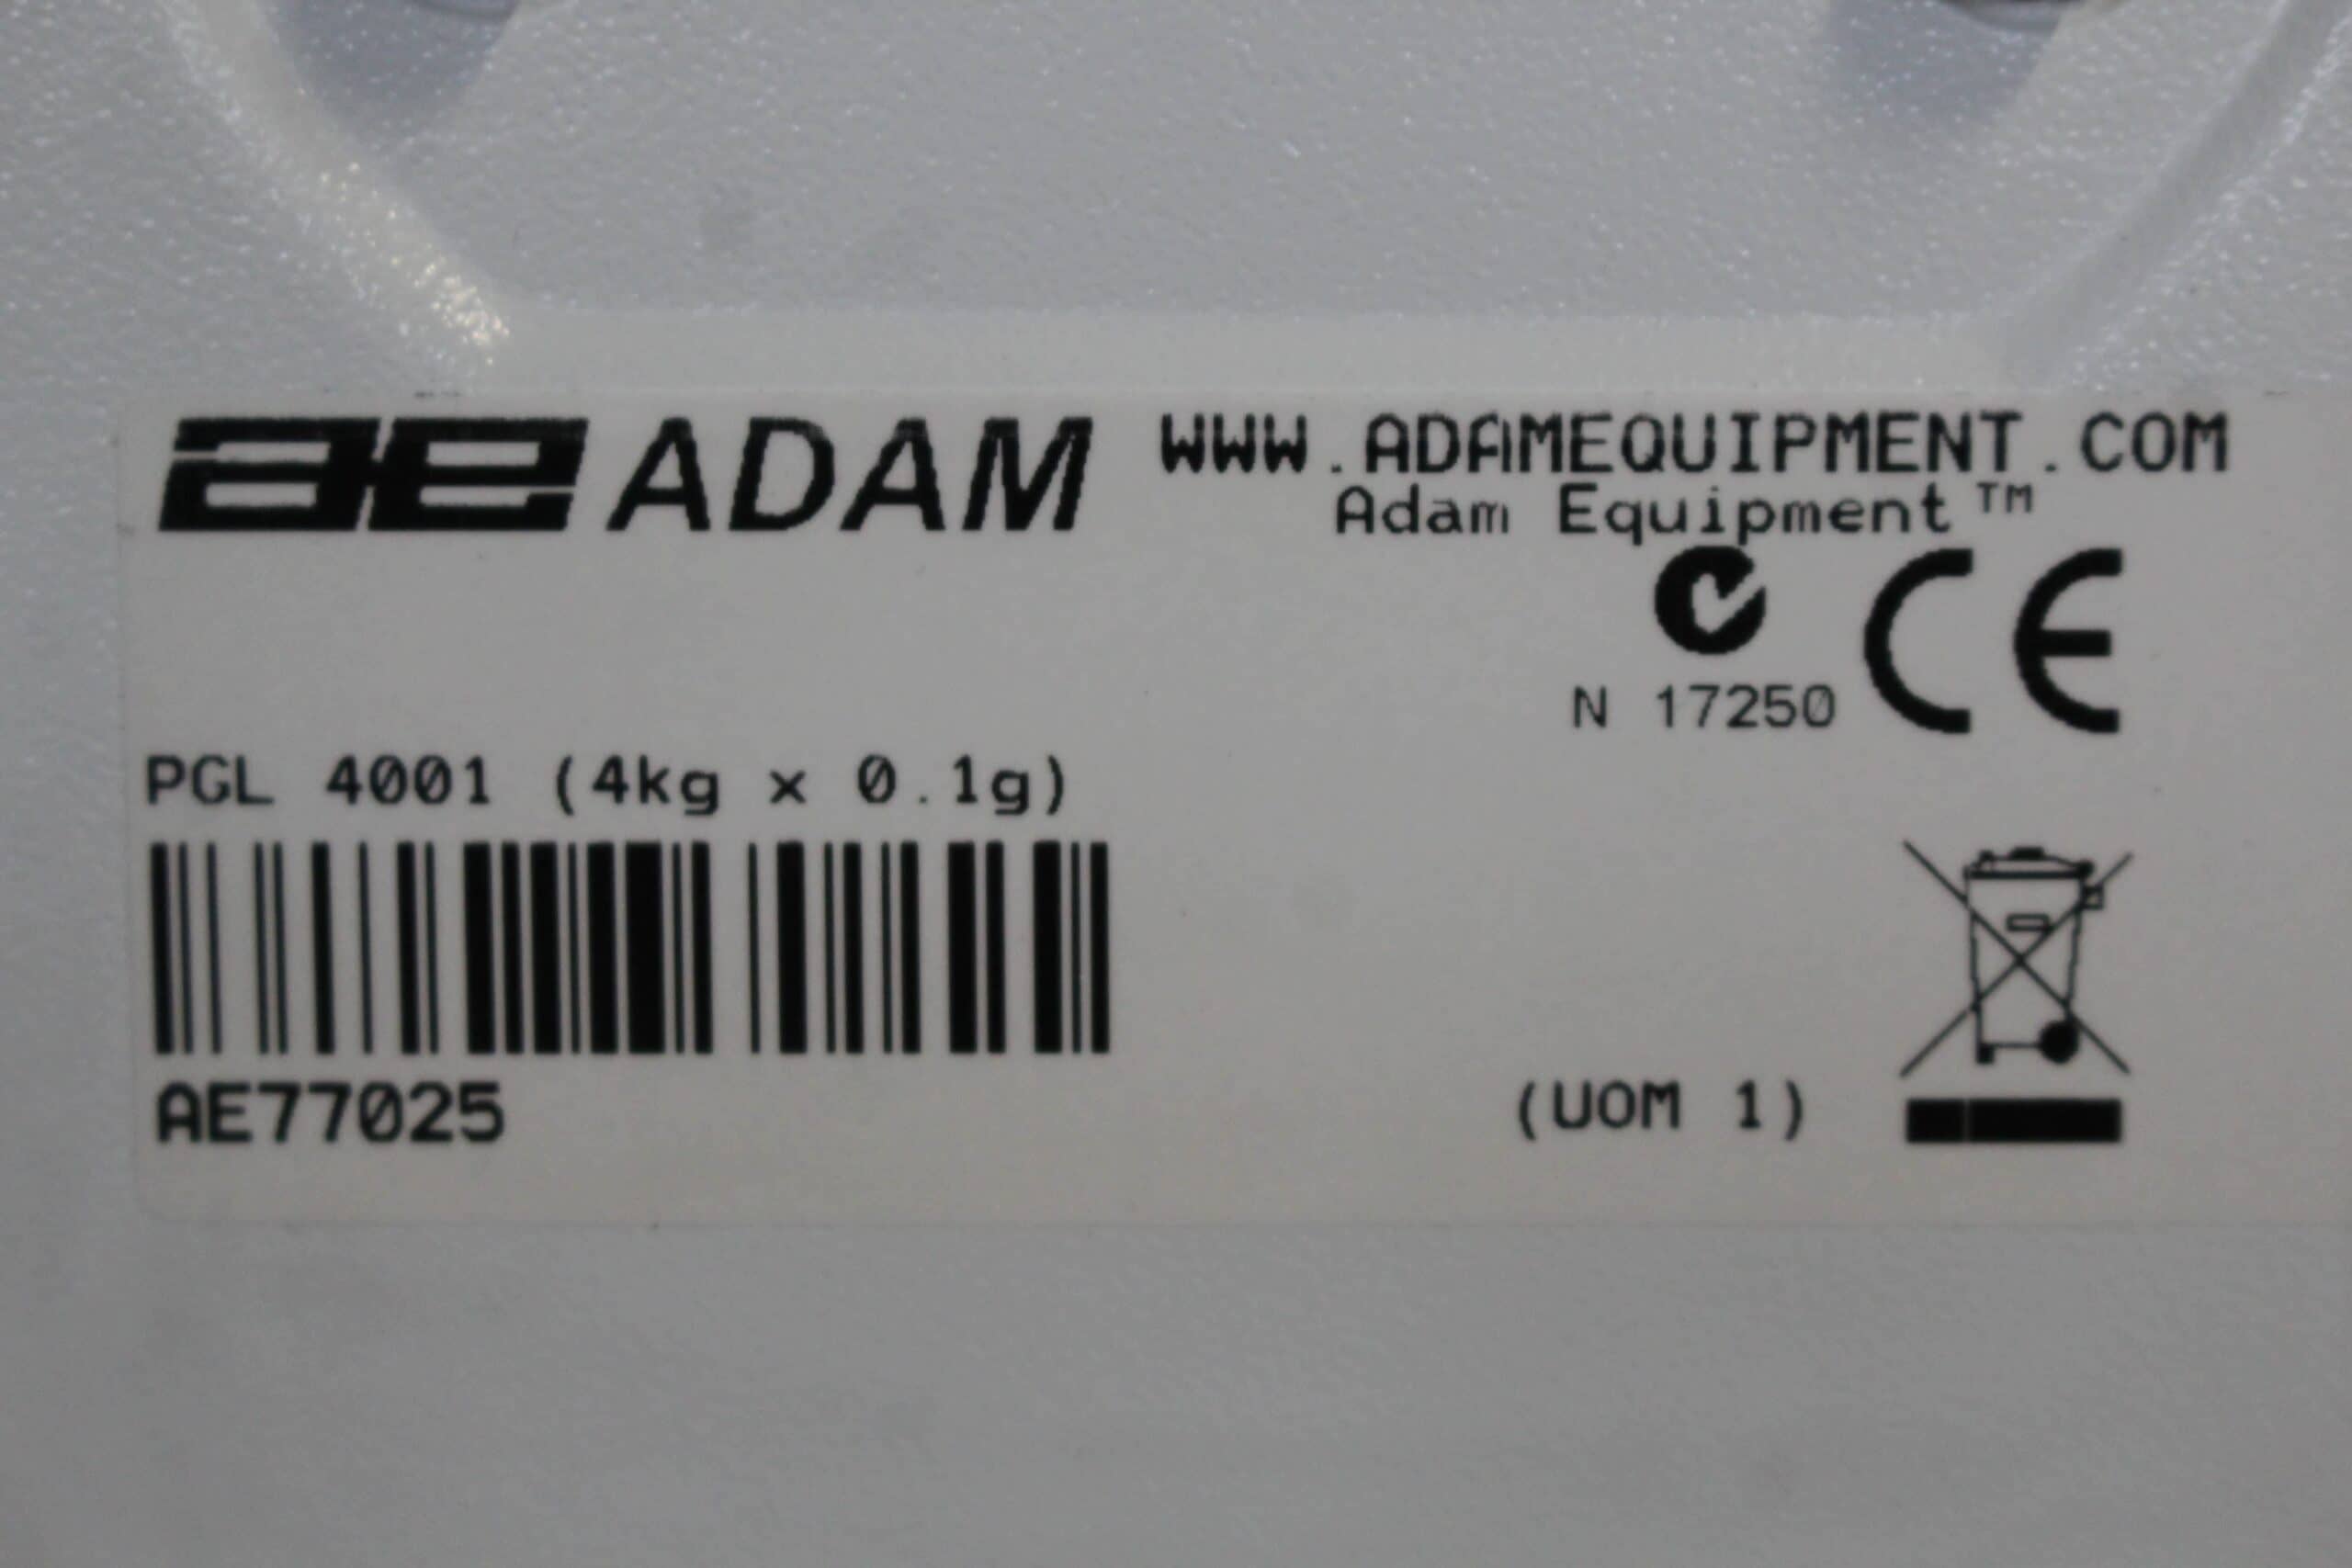 ae ADAM
WWW.ADAMEQUIPMENT.COM
Adam Equipment™
CE
N 17250
PGL 4001 (4kg x 0.1g)
AE77025
(UOM 1)